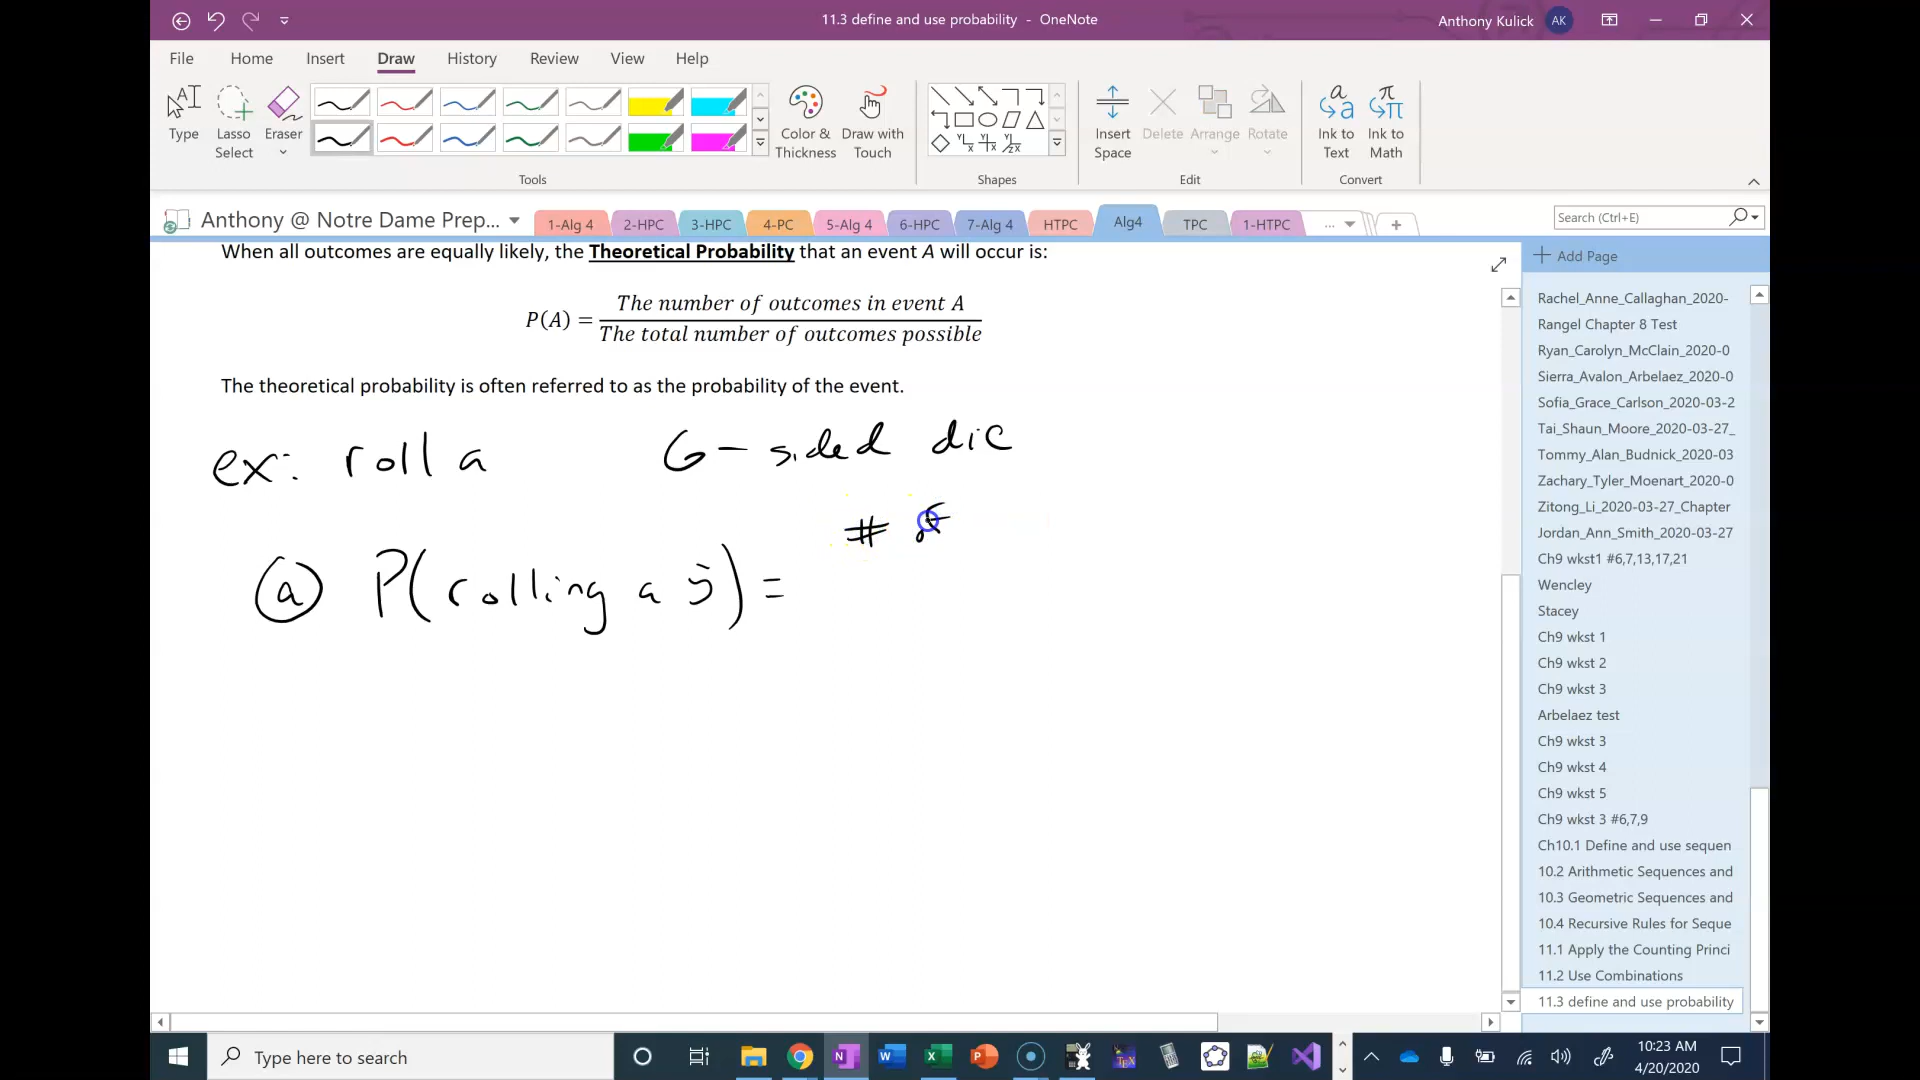 11.3 define and use probability - OneNote
Anthony Kulick AK
File Home Insert Draw History Review View Help
Type
Lasso Select
Eraser
Color & Thickness
Draw with Touch
Insert Space
Delete
Arrange
Rotate
Ink to Text
Ink to Math
Tools
Shapes
Edit
Convert
Anthony @ Notre Dame Prep...
1-Alg 4 2-HPC 3-HPC 4-PC 5-Alg 4 6-HPC 7-Alg 4 HTPC Alg4 TPC 1-HTPC ...
Search (Ctrl+E)
When all outcomes are equally likely, the Theoretical Probability that an event A will occur is:
P(A) = The number of outcomes in event A / The total number of outcomes possible
The theoretical probability is often referred to as the probability of the event.
ex: roll a 6-sided die
#
(a) P(rolling a 5) =
Add Page
Rachel_Anne_Callaghan_2020-
Rangel Chapter 8 Test
Ryan_Carolyn_McClain_2020-0
Sierra_Avalon_Arbelaez_2020-0
Sofia_Grace_Carlson_2020-03-2
Tai_Shaun_Moore_2020-03-27_
Tommy_Alan_Budnick_2020-03
Zachary_Tyler_Moenart_2020-0
Zitong_Li_2020-03-27_Chapter
Jordan_Ann_Smith_2020-03-27
Ch9 wkst1 #6,7,13,17,21
Wencley
Stacey
Ch9 wkst 1
Ch9 wkst 2
Ch9 wkst 3
Arbelaez test
Ch9 wkst 3
Ch9 wkst 4
Ch9 wkst 5
Ch9 wkst 3 #6,7,9
Ch10.1 Define and use sequen
10.2 Arithmetic Sequences and
10.3 Geometric Sequences and
10.4 Recursive Rules for Seque
11.1 Apply the Counting Princi
11.2 Use Combinations
11.3 define and use probability
Type here to search
10:23 AM
4/20/2020